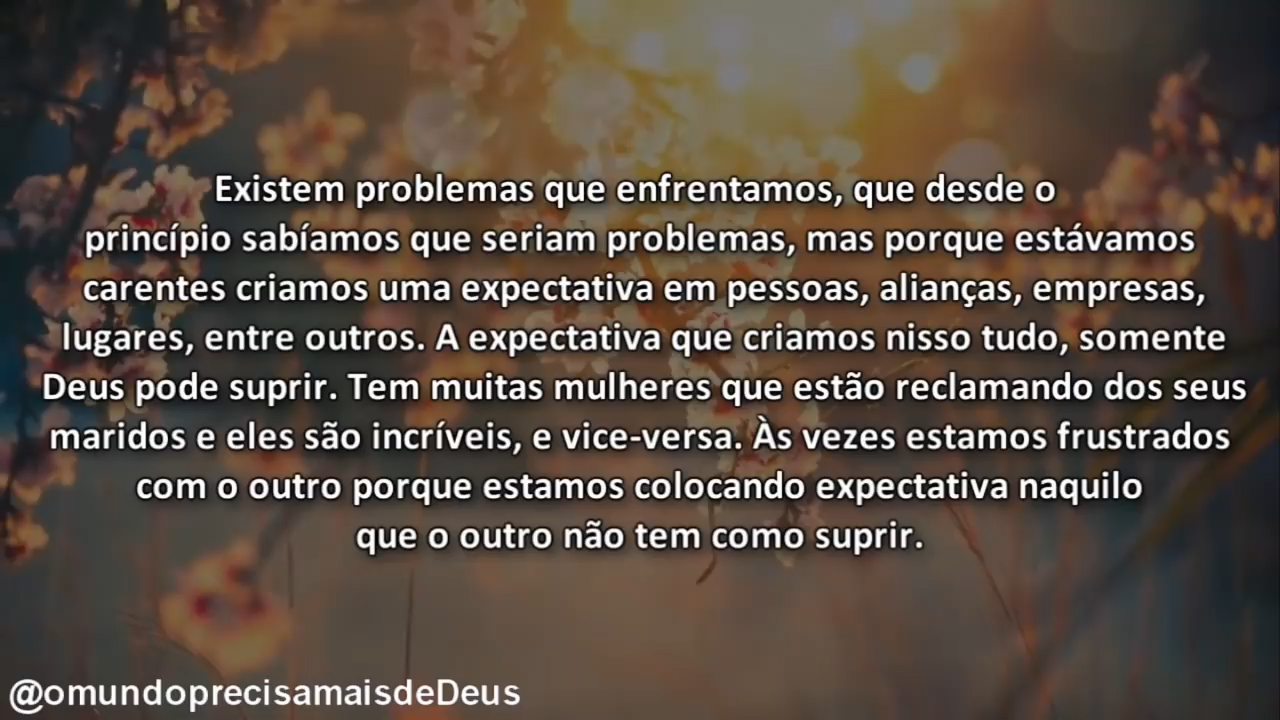 Existem problemas que enfrentamos, que desde o
princípio sabíamos que seriam problemas, mas porque estávamos
carentes criamos uma expectativa em pessoas, alianças, empresas,
lugares, entre outros. A expectativa que criamos nisso tudo, somente
Deus pode suprir. Tem muitas mulheres que estão reclamando dos seus
maridos e eles são incríveis, e vice-versa. Às vezes estamos frustrados
com o outro porque estamos colocando expectativa naquilo
que o outro não tem como suprir.
@omundoprecisamaisdeDeus